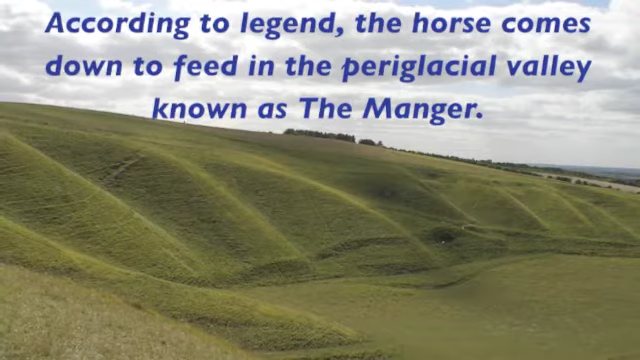 According to legend, the horse comes
down to feed in the periglacial valley
known as The Manger.